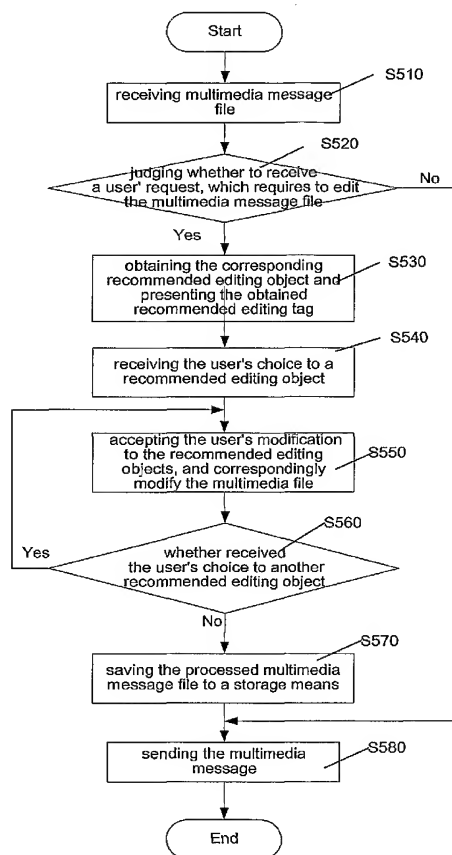 Start
S510
receiving multimedia message
file
S520
judging whether to receive
a user' request, which requires to edit
the multimedia message file
No
Yes
obtaining the corresponding
recommended editing object and
presenting the obtained
recommended editing tag
S530
S540
receiving the user's choice to a
recommended editing object
accepting the user's modification
to the recommended editing
objects, and correspondingly
modify the multimedia file
S550
S560
Yes
whether received
the user's choice to another
recommended editing object
No
S570
saving the processed multimedia
message file to a storage means
sending the multimedia
message
S580
End